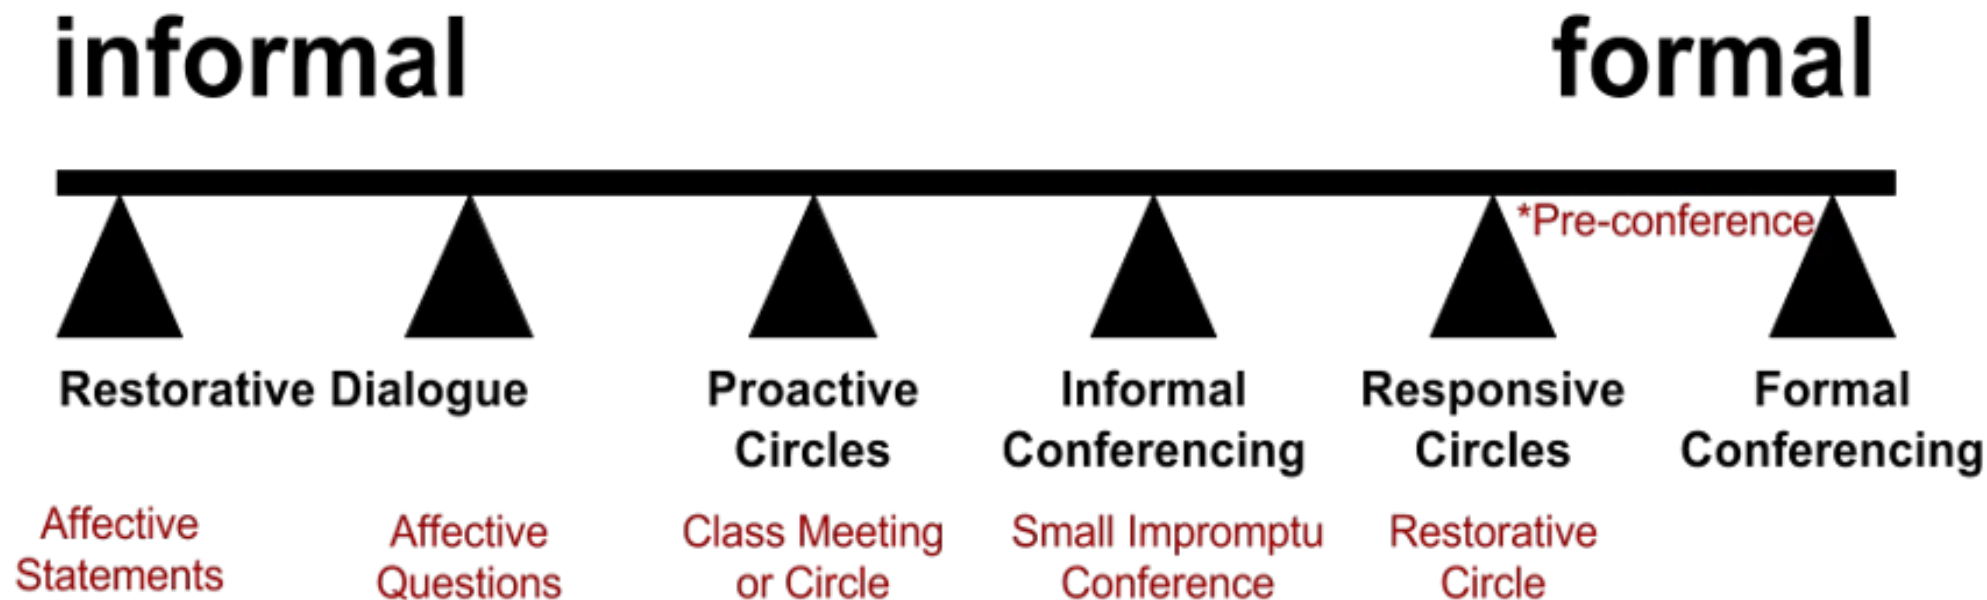 informal formal
*Pre-conference
Restorative Dialogue
Proactive
Circles
Informal
Conferencing
Responsive
Circles
Formal
Conferencing
Affective
Statements
Affective
Questions
Class Meeting
or Circle
Small Impromptu
Conference
Restorative
Circle